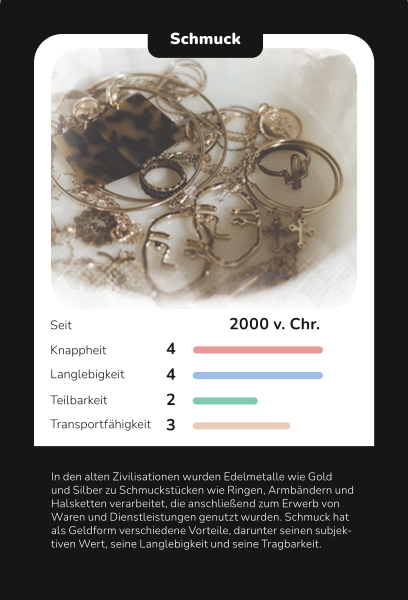 Schmuck
Seit 2000 v. Chr.
Knappheit 4
Langlebigkeit 4
Teilbarkeit 2
Transportfähigkeit 3
In den alten Zivilisationen wurden Edelmetalle wie Gold
und Silber zu Schmuckstücken wie Ringen, Armbändern und
Halsketten verarbeitet, die anschließend zum Erwerb von
Waren und Dienstleistungen genutzt wurden. Schmuck hat
als Geldform verschiedene Vorteile, darunter seinen subjek-
tiven Wert, seine Langlebigkeit und seine Tragbarkeit.